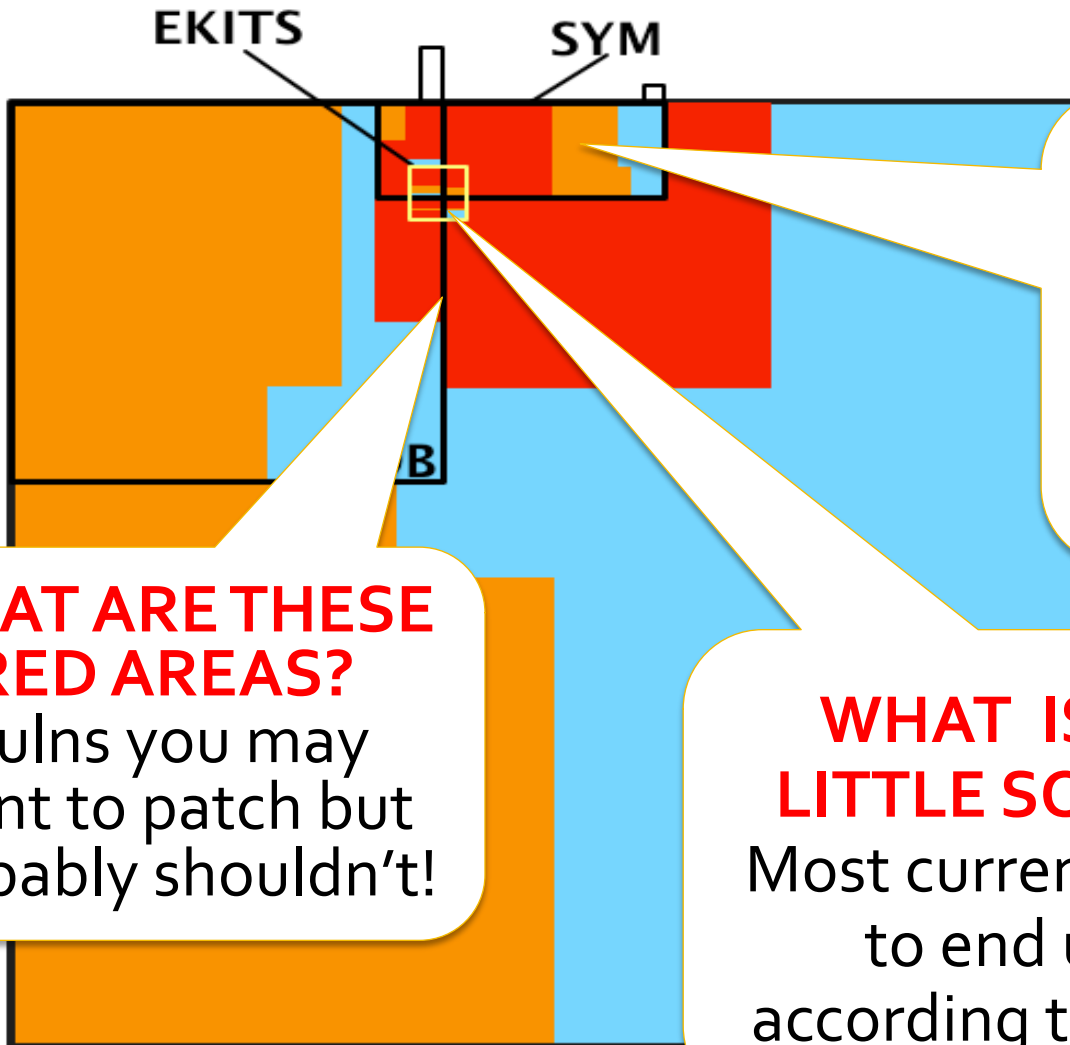 EKITS
SYM
B
AT ARE THESE
RED AREAS?
ulns you may
nt to patch but
bably shouldn't!
WHAT IS
LITTLE SO
Most curren
to end u
according t